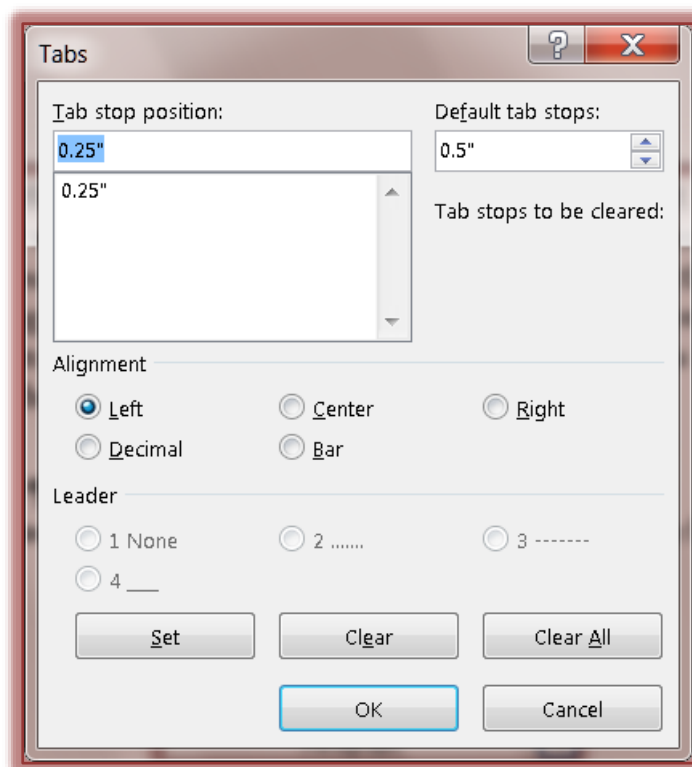 Tabs
Tab stop position:
Default tab stops:
0.25"
0.5"
0.25"
Tab stops to be cleared:
Alignment
Left
Center
Right
Decimal
Bar
Leader
1 None
2 .......
3 -------
4 ___
Set
Clear
Clear All
OK
Cancel